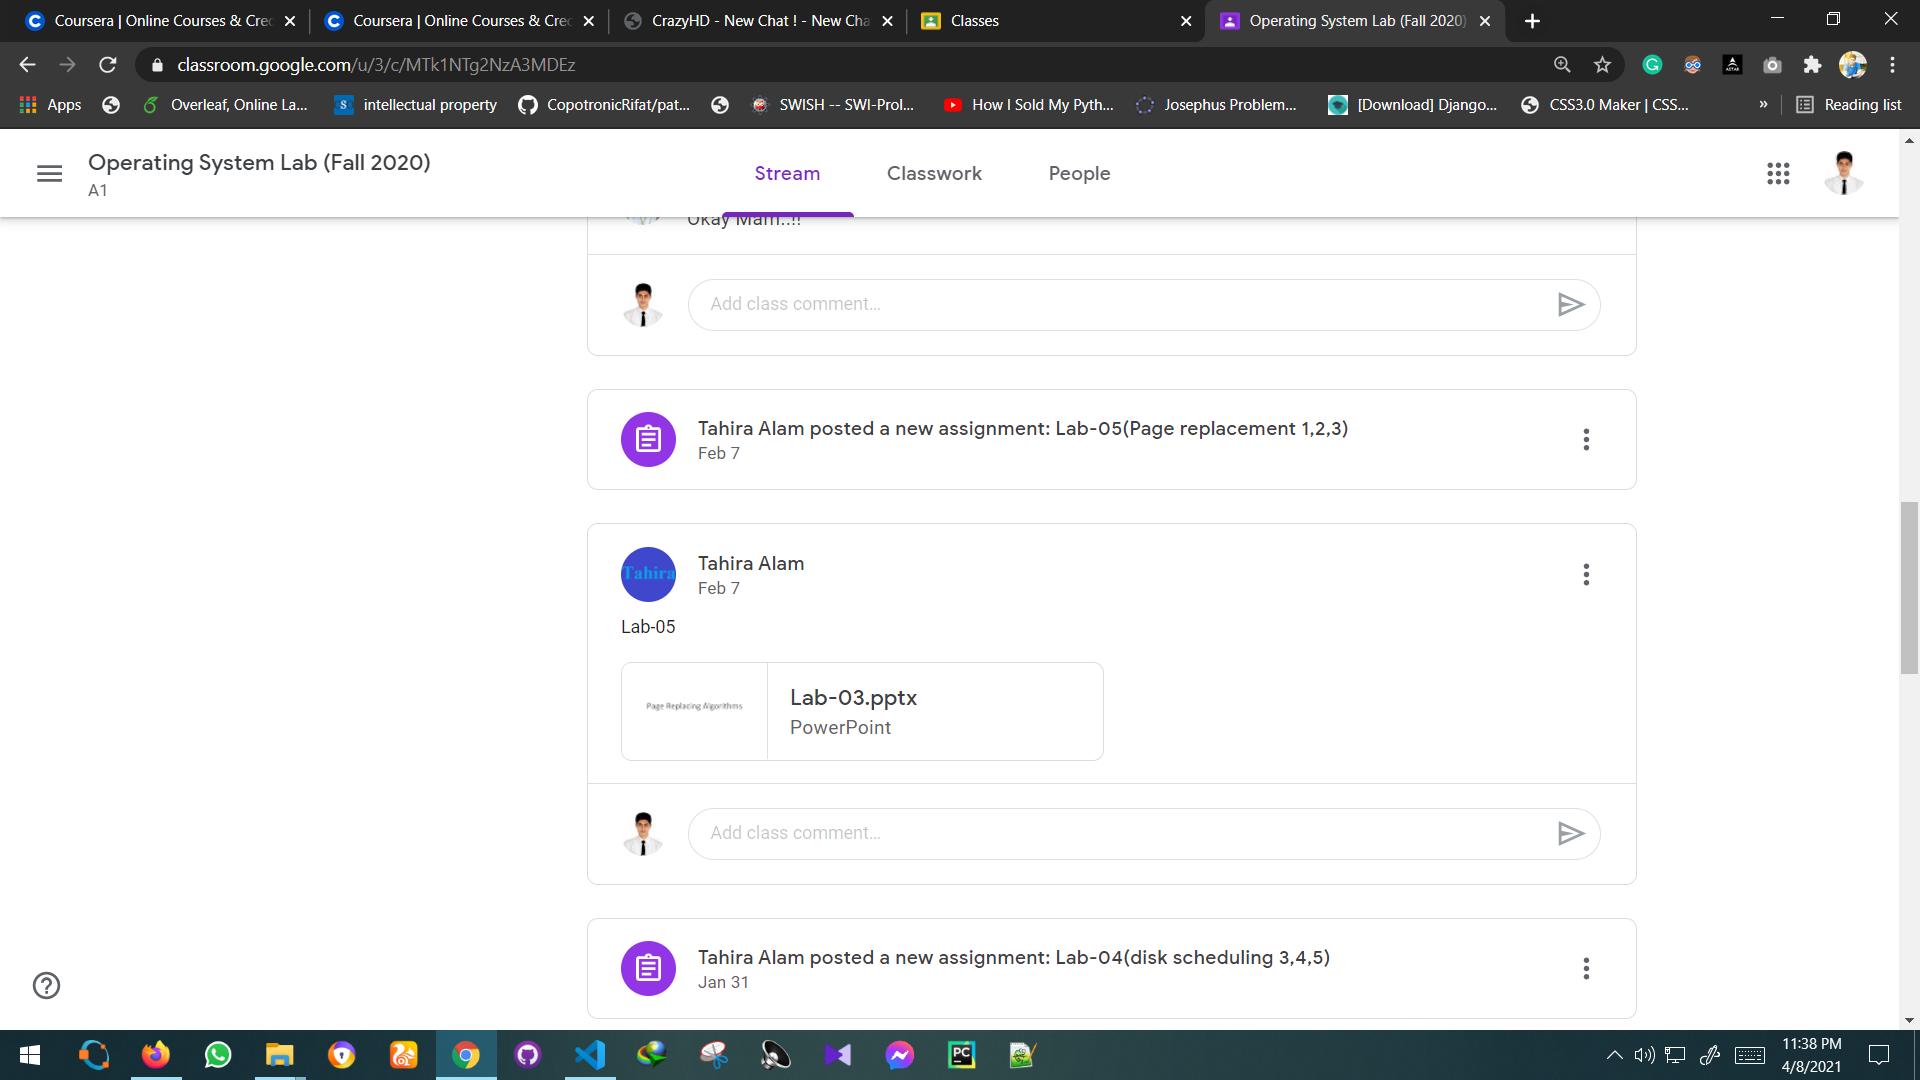 Coursera | Online Courses & Cre
Coursera | Online Courses & Cre
CrazyHD - New Chat ! - New Cha
Classes
Operating System Lab (Fall 2020)
classroom.google.com/u/3/c/MTk1NTg2NzA3MDEz
Apps
Overleaf, Online La...
S
intellectual property
CopotronicRifat/pat...
SWISH -- SWI-Prol...
How I Sold My Pyth...
Josephus Problem...
[Download] Django...
CSS3.0 Maker | CSS...
»
Reading list
Operating System Lab (Fall 2020)
A1
Stream
Classwork
People
Okay Mam..!!
Add class comment...
Tahira Alam posted a new assignment: Lab-05(Page replacement 1,2,3)
Feb 7
Tahira
Tahira Alam
Feb 7
Lab-05
Page Replacing Algorithms
Lab-03.pptx
PowerPoint
Add class comment...
Tahira Alam posted a new assignment: Lab-04(disk scheduling 3,4,5)
Jan 31
PC
11:38 PM
4/8/2021